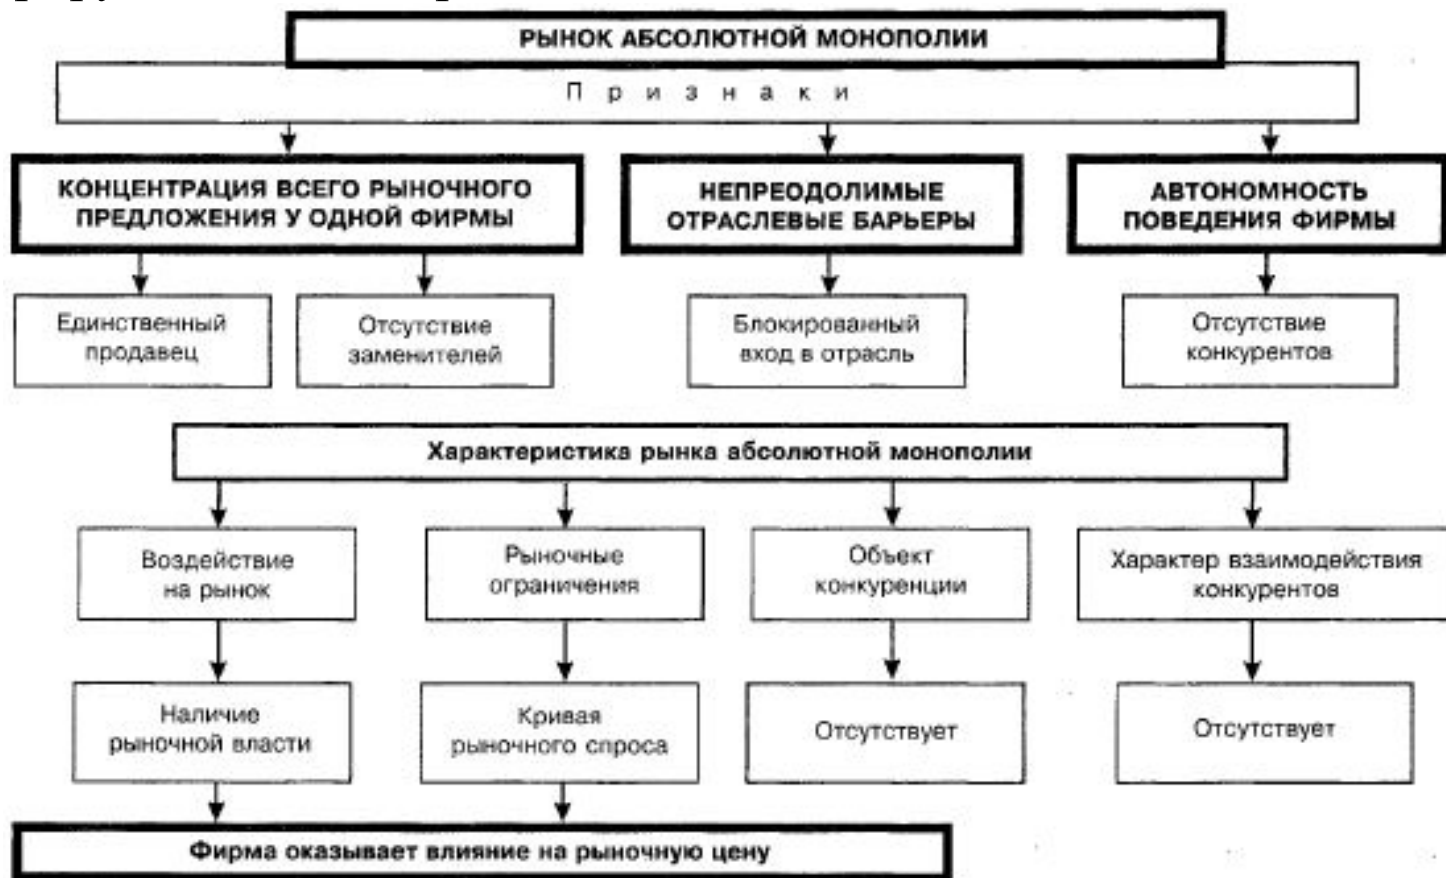 РЫНОК АБСОЛЮТНОЙ МОНОПОЛИИ
Признаки
КОНЦЕНТРАЦИЯ ВСЕГО РЫНОЧНОГО
ПРЕДЛОЖЕНИЯ У ОДНОЙ ФИРМЫ
НЕПРЕОДОЛИМЫЕ
ОТРАСЛЕВЫЕ БАРЬЕРЫ
АВТОНОМНОСТЬ
ПОВЕДЕНИЯ ФИРМЫ
Единственный
продавец
Отсутствие
заменителей
Блокированный
вход в отрасль
Отсутствие
конкурентов
Характеристика рынка абсолютной монополии
Воздействие
на рынок
Рыночные
ограничения
Объект
конкуренции
Характер взаимодействия
конкурентов
Наличие
рыночной власти
Кривая
рыночного спроса
Отсутствует
Отсутствует
Фирма оказывает влияние на рыночную цену